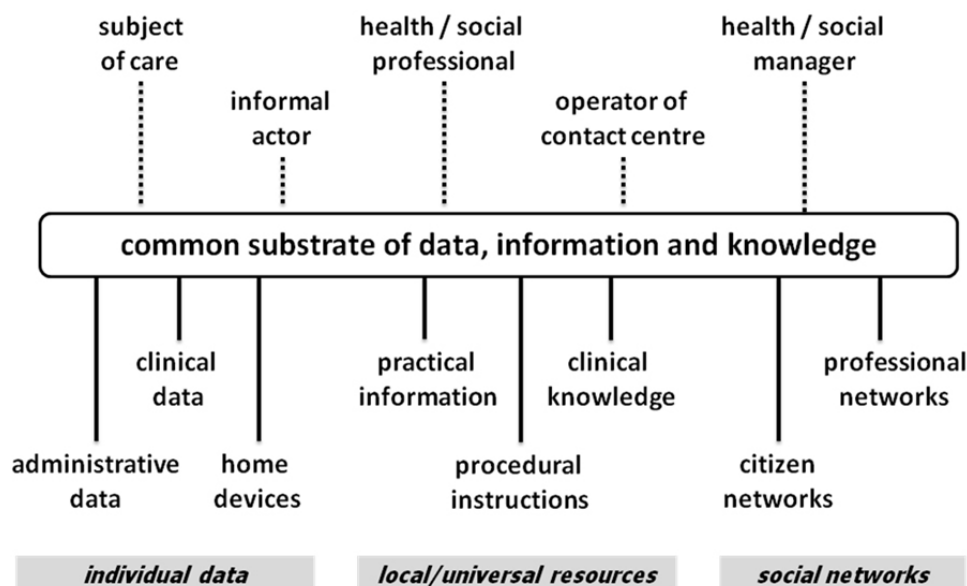 subject
of care
health / social
professional
health / social
manager
informal
actor
operator of
contact centre
common substrate of data, information and knowledge
clinical
data
practical
information
clinical
knowledge
professional
networks
administrative
data
home
devices
procedural
instructions
citizen
networks
individual data
local/universal resources
social networks